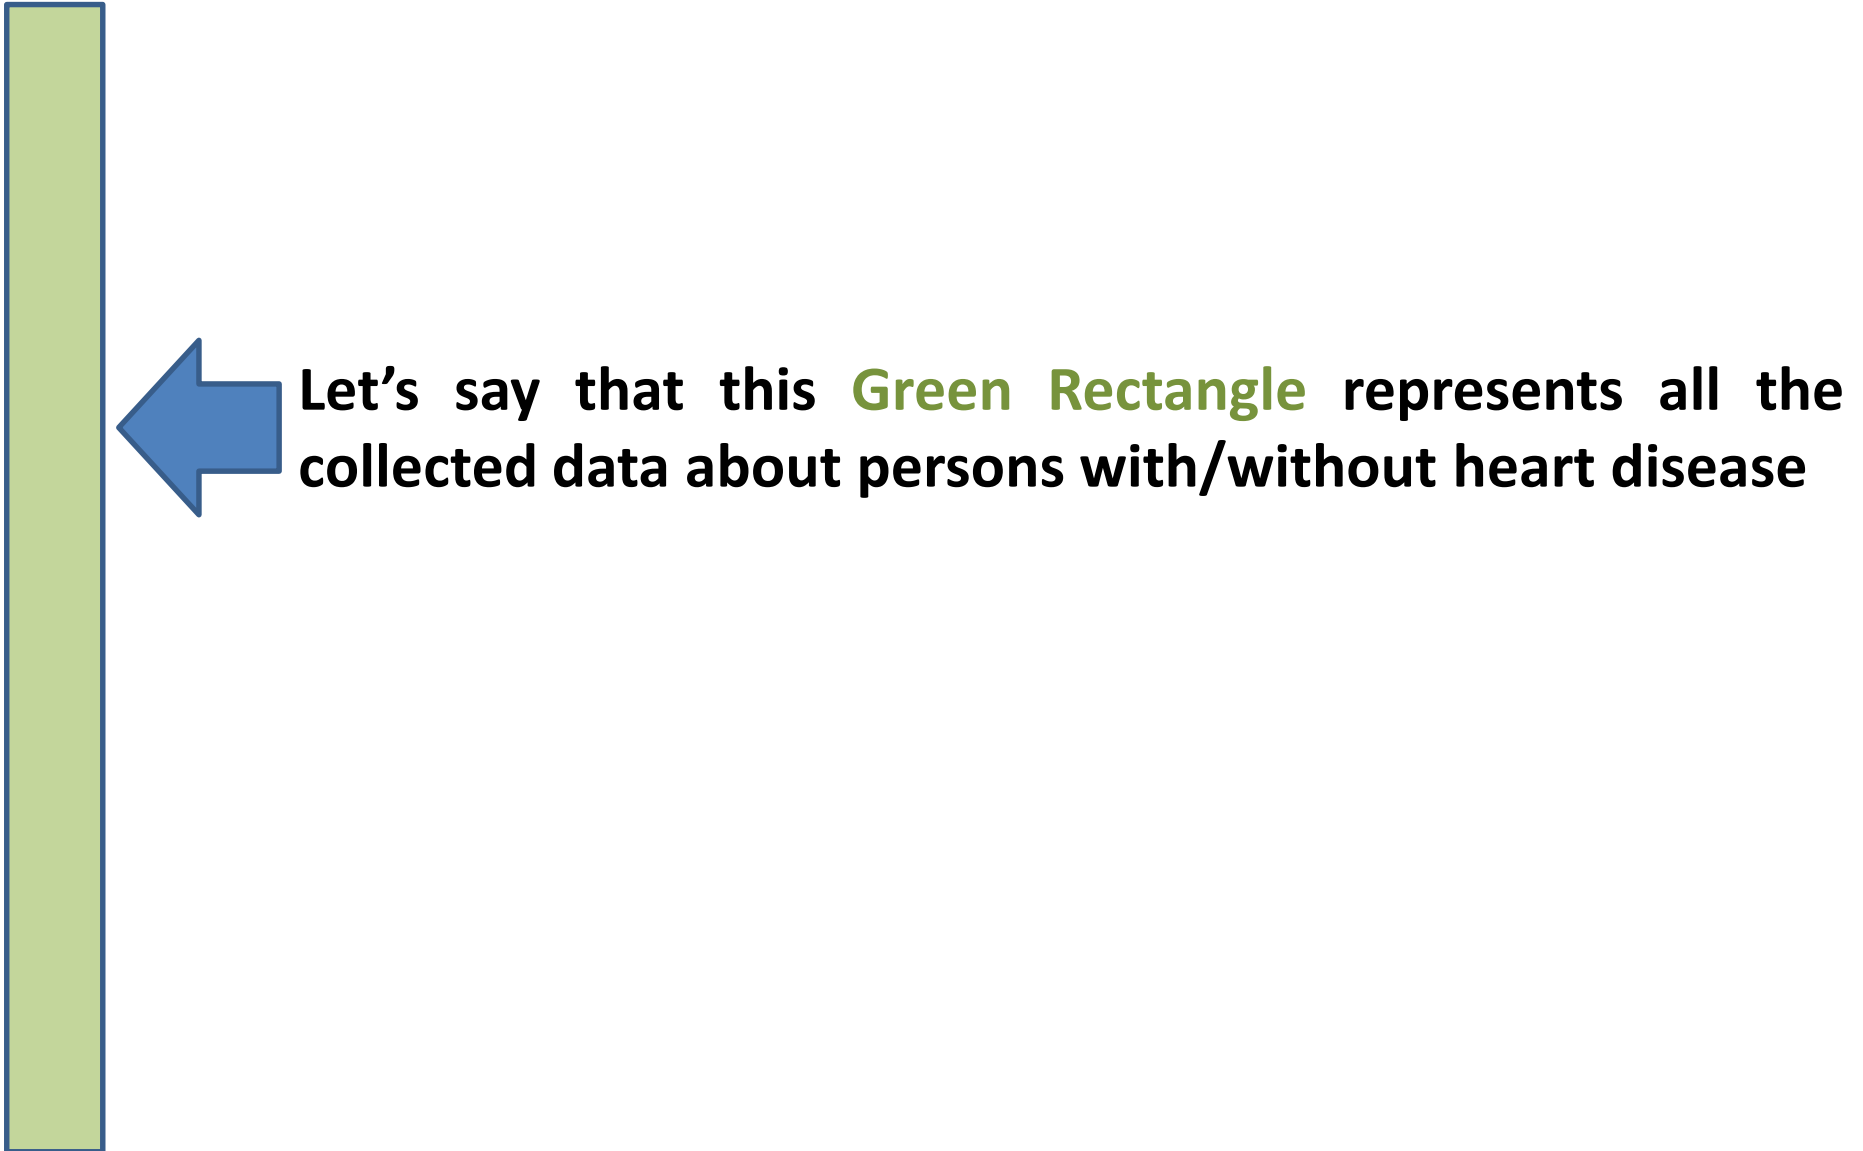 Let’s say that this Green Rectangle represents all the
collected data about persons with/without heart disease